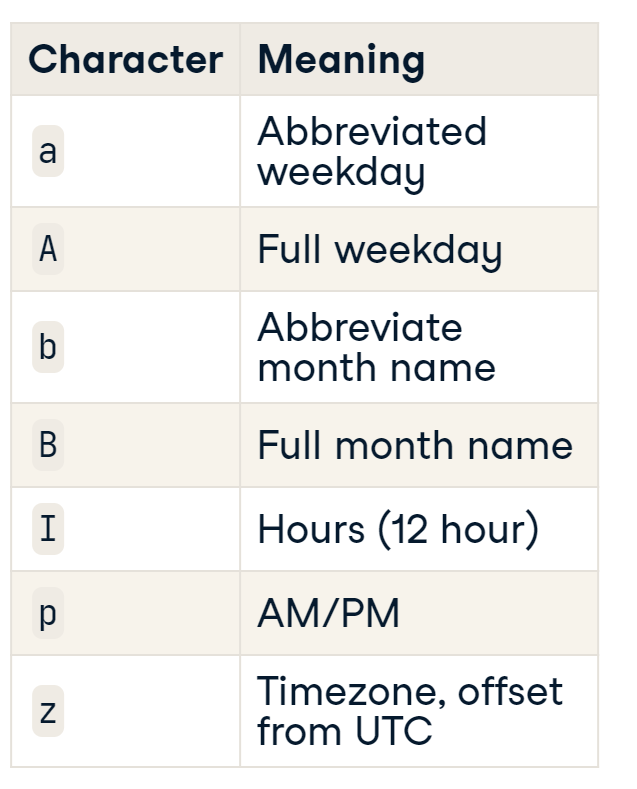 Character Meaning
a Abbreviated
weekday
A Full weekday
b Abbreviate
month name
B Full month name
I Hours (12 hour)
p AM/PM
z Timezone, offset
from UTC